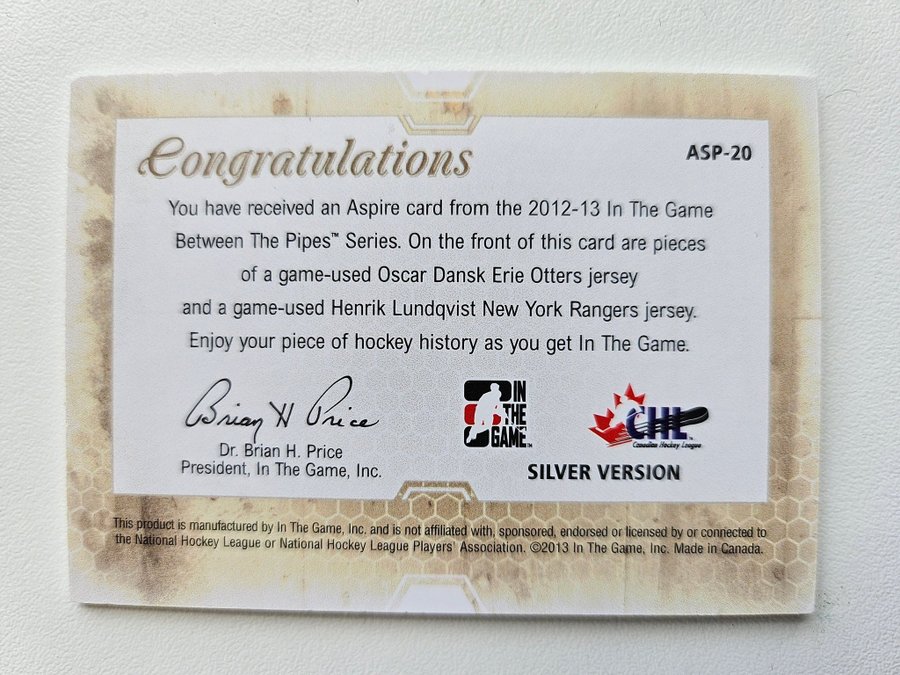 Congratulations
ASP-20
You have received an Aspire card from the 2012-13 In The Game
Between The Pipes™ Series. On the front of this card are pieces
of a game-used Oscar Dansk Erie Otters jersey
and a game-used Henrik Lundqvist New York Rangers jersey.
Enjoy your piece of hockey history as you get In The Game.
Brian H Price
Dr. Brian H. Price
President, In The Game, Inc.
IN
THE
GAME
CHL
Canadian Hockey League
SILVER VERSION
This product is manufactured by In The Game, Inc. and is not affiliated with, sponsored, endorsed or licensed by or connected to
the National Hockey League or National Hockey League Players' Association. ©2013 In The Game, Inc. Made in Canada.